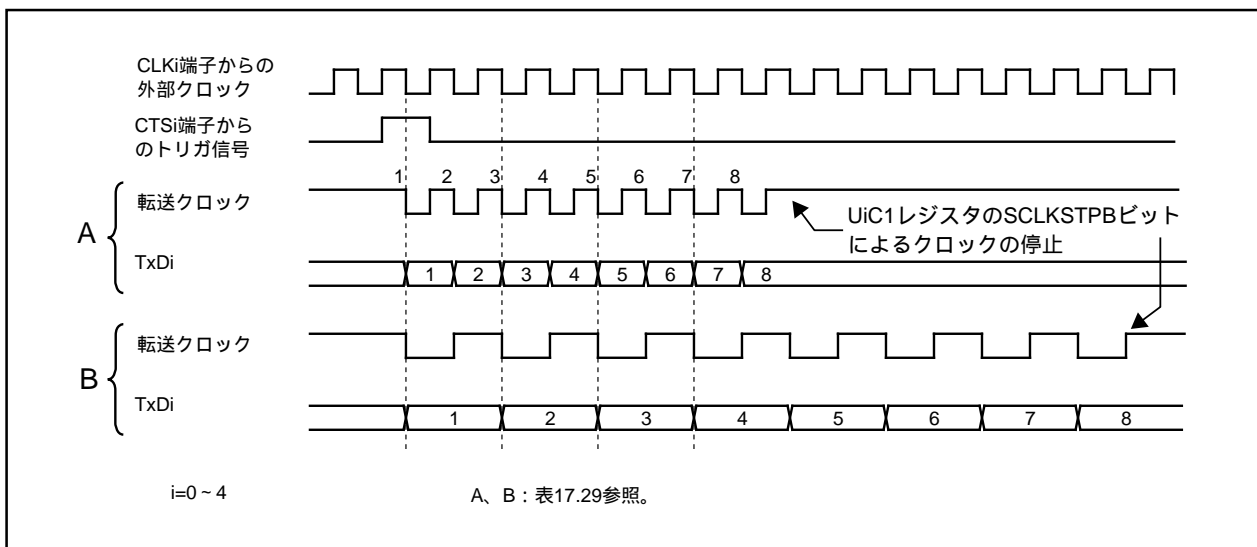 CLKi端子からの
外部クロック
CTSi端子から
のトリガ信号
1 2 3 4 5 6 7 8
A
転送クロック
UiC1レジスタのSCLKSTPBビット
によるクロックの停止
TxDi
1 2 3 4 5 6 7 8
B
転送クロック
TxDi
1 2 3 4 5 6 7 8
i=0 ~ 4
A、B：表17.29参照。